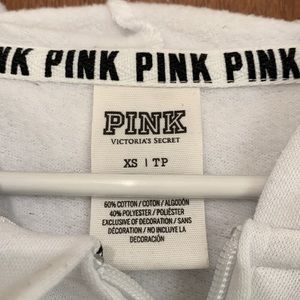 NK PINK PINK PINK PINK
PINK
VICTORIA'S SECRET
XS | TP
60% COTTON / COTON / ALGODÓN
40% POLYESTER / POLIÉSTER
EXCLUSIVE OF DECORATION / SANS
DÉCORATION / NO INCLUYE LA
DECORACIÓN